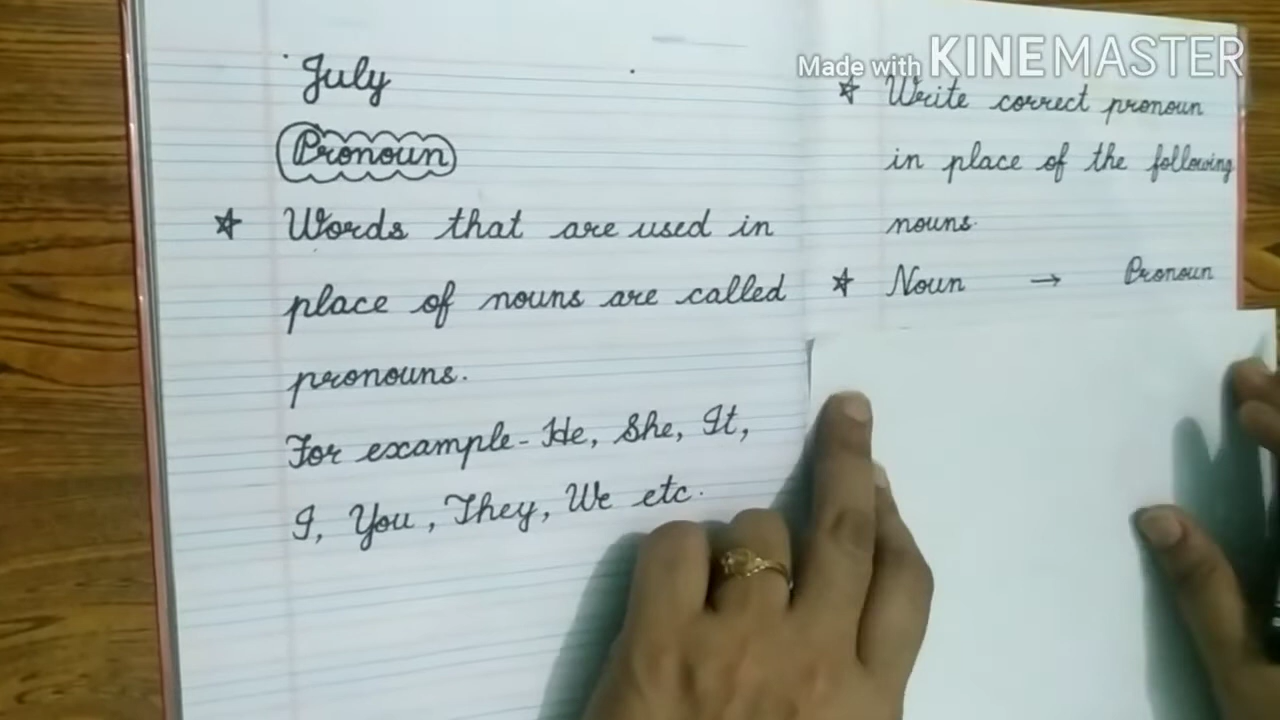 July
Pronoun
☆ Words that are used in
place of nouns are called
pronouns.
For example - He, She, It,
I, You, They, We etc.
Made with KINEMASTER
☆ Write correct pronoun
in place of the following
nouns.
☆ Noun → Pronoun